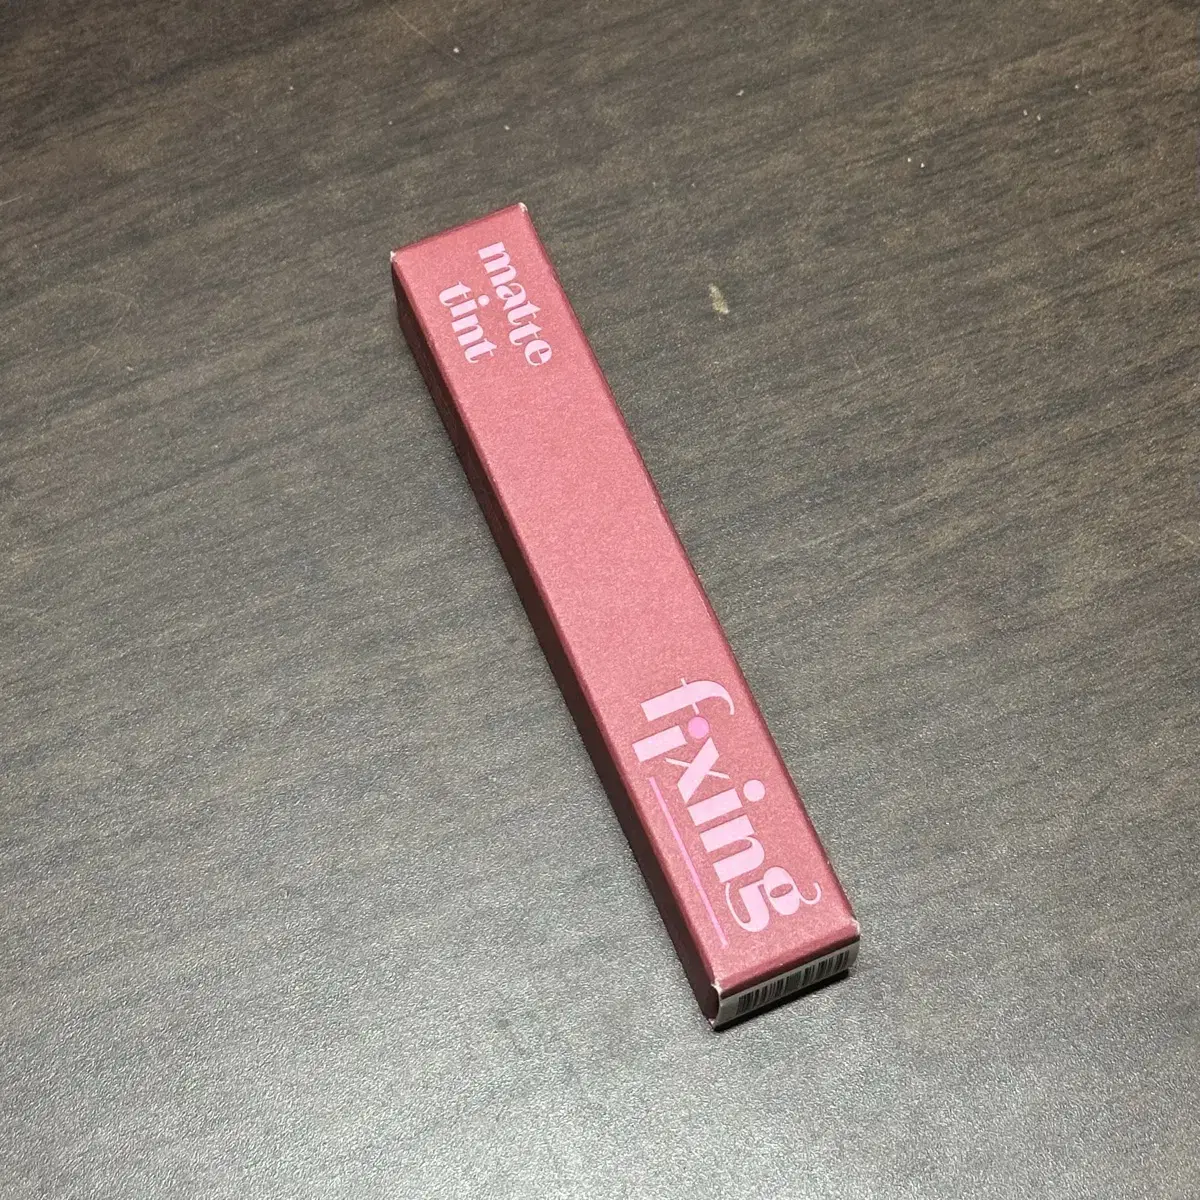 matte
tint
fixing